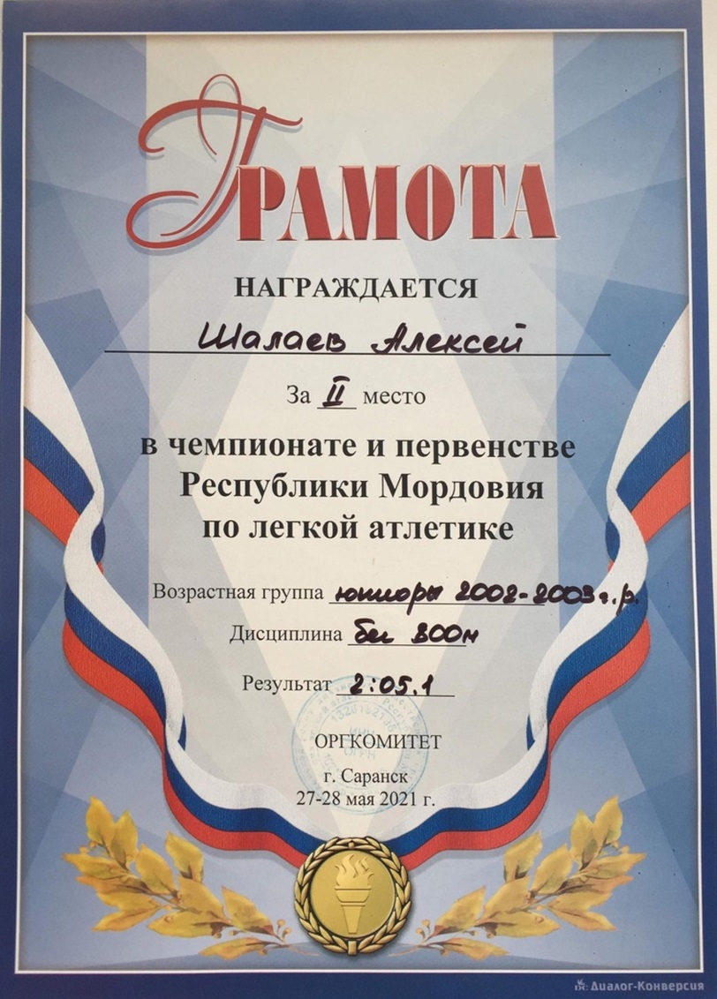 ГРАМОТА
НАГРАЖДАЕТСЯ
Шалаев Алексей
За II место
в чемпионате и первенстве
Республики Мордовия
по легкой атлетике
Возрастная группа юниоры 2002-2003 г.р.
Дисциплина бег 800м
Результат 2:05.1
ОРГКОМИТЕТ
г. Саранск
27-28 мая 2021 г.
Диалог-Конверсия